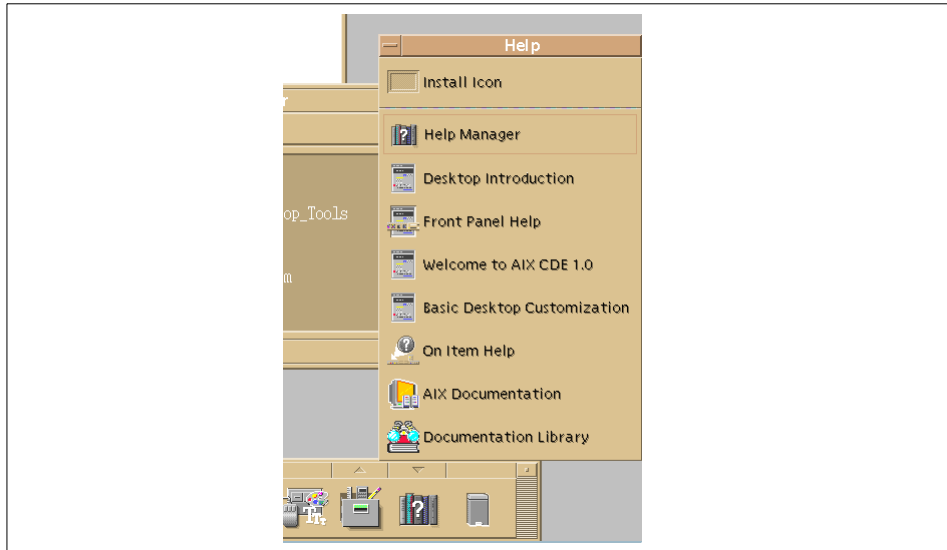 Help
Install Icon
r
Help Manager
Desktop Introduction
op_Tools
Front Panel Help
Welcome to AIX CDE 1.0
m
Basic Desktop Customization
On Item Help
AIX Documentation
Documentation Library